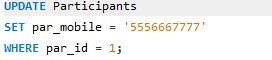 UPDATE Participants
SET par_mobile = '5556667777'
WHERE par_id = 1;